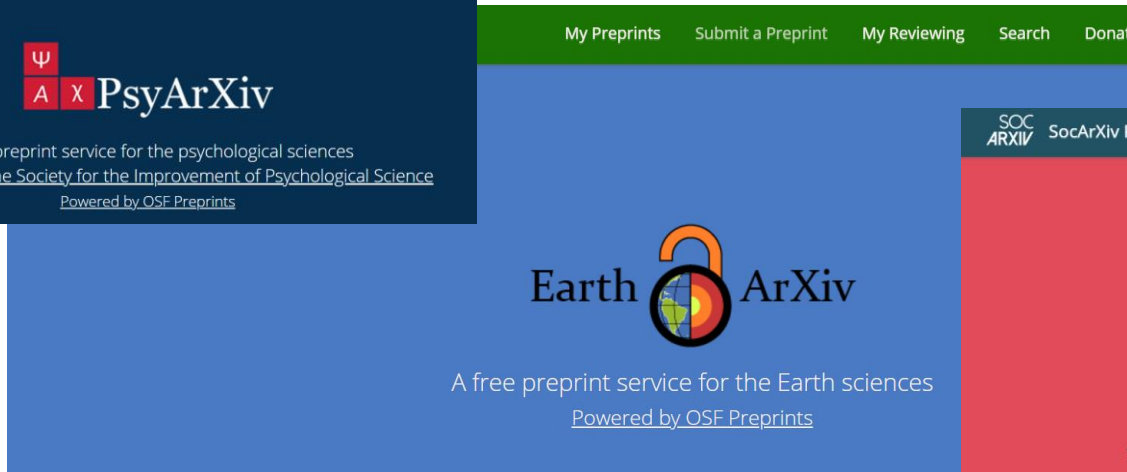 My Preprints Submit a Preprint My Reviewing Search
Ψ
A X PsyArXiv
preprint service for the psychological sciences
Society for the Improvement of Psychological Science
Powered by OSF Preprints
SOC
ARXIV SocArXiv
Earth ArXiv
A free preprint service for the Earth sciences
Powered by OSF Preprints